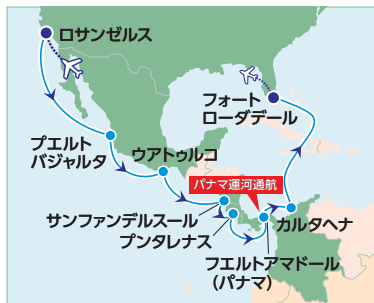 ロサンゼルス
フォート
ローダデール
プエルト
バジャルタ
ウアトゥルコ
パナマ運河通航
サンファンデルスール
プンタレナス
カルタヘナ
フエルトアマドール
（パナマ）